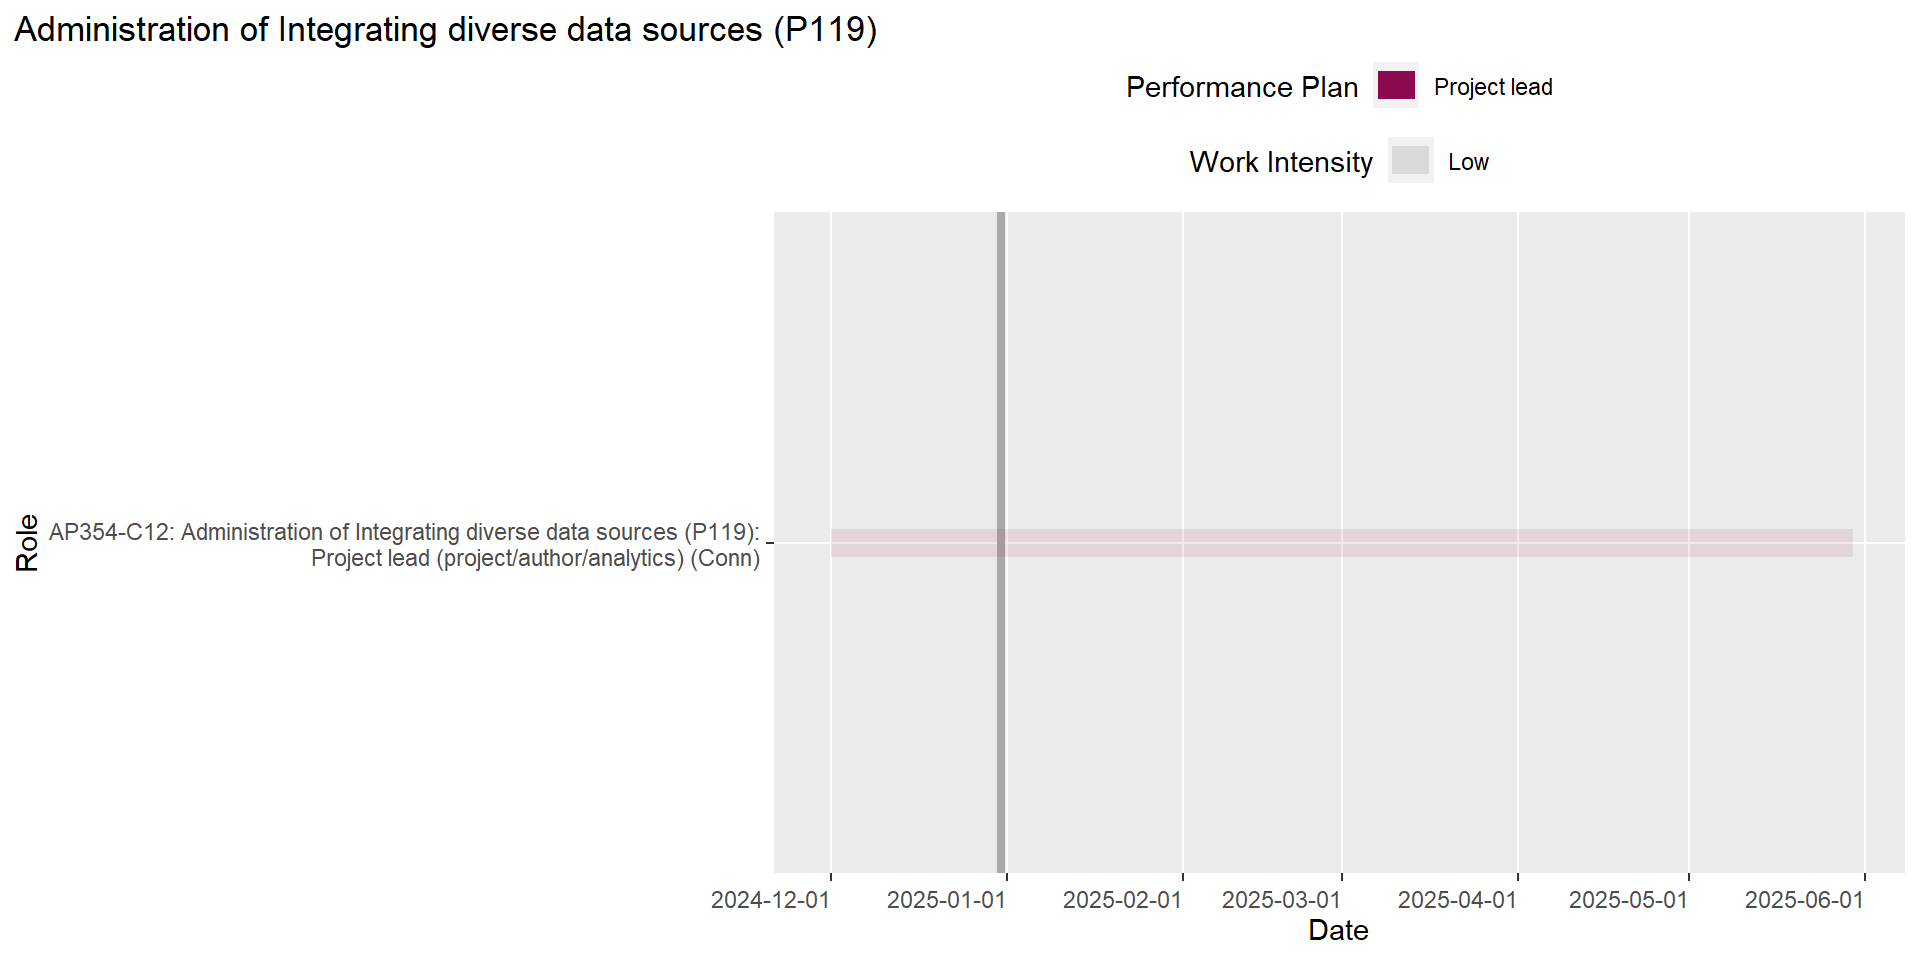 Administration of Integrating diverse data sources (P119)
Performance Plan
Project lead
Work Intensity
Low
Role
AP354-C12: Administration of Integrating diverse data sources (P119):
Project lead (project/author/analytics) (Conn)
2024-12-01
2025-01-01
2025-02-01
2025-03-01
2025-04-01
2025-05-01
2025-06-01
Date